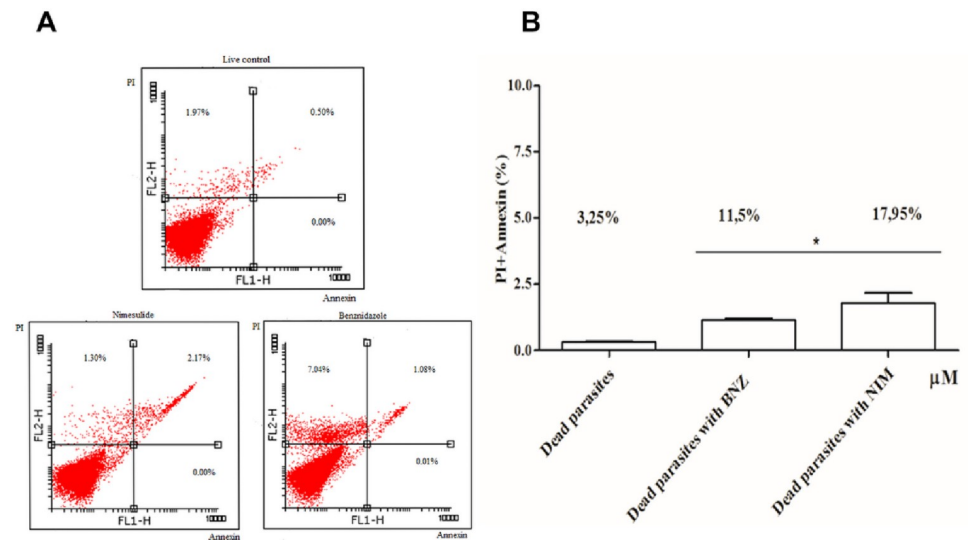 A
B
Live control
PI
1.97%
0.50%
0.00%
FL2-H
FL1-H
Annexin
Nimesulide
PI
1.30%
2.17%
0.00%
FL2-H
FL1-H
Annexin
Benznidazole
PI
7.04%
1.08%
0.01%
FL2-H
FL1-H
Annexin
PI+Annexin (%)
10.0
7.5
5.0
2.5
0.0
3,25%
11,5%
17,95%
*
Dead parasites
Dead parasites with BNZ
Dead parasites with NIM
µM